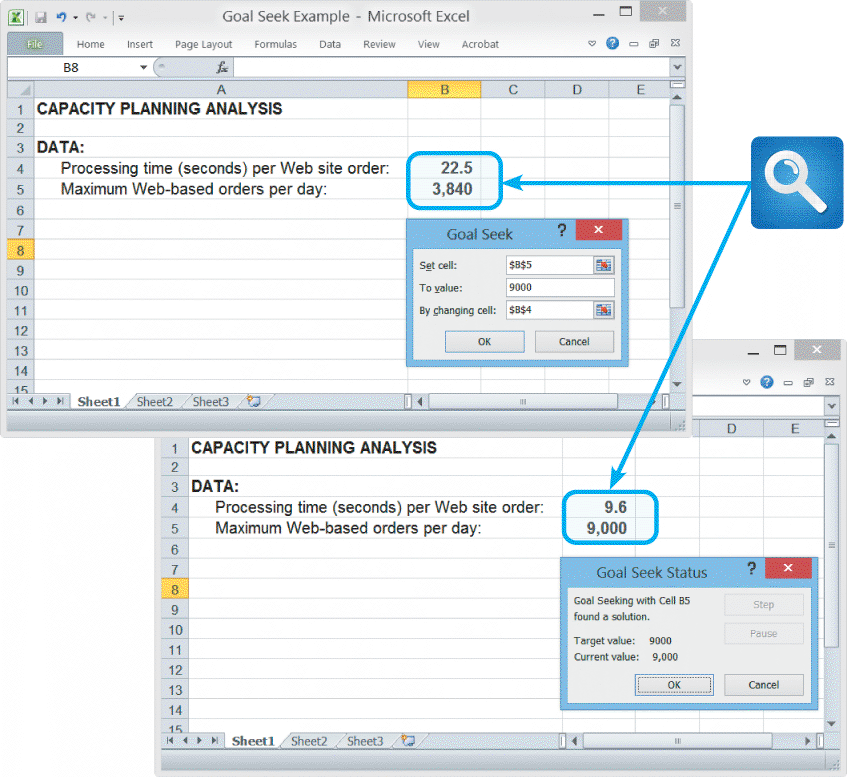 Goal Seek Example - Microsoft Excel
File Home Insert Page Layout Formulas Data Review View Acrobat
B8 fx
A B C D E
1 CAPACITY PLANNING ANALYSIS
2
3 DATA:
4 Processing time (seconds) per Web site order: 22.5
5 Maximum Web-based orders per day: 3,840
6
7
8
9
10
11
12
13
14
15
Goal Seek ?
Set cell: $B$5
To value: 9000
By changing cell: $B$4
OK Cancel
Sheet1 Sheet2 Sheet3
D E
1 CAPACITY PLANNING ANALYSIS
2
3 DATA:
4 Processing time (seconds) per Web site order: 9.6
5 Maximum Web-based orders per day: 9,000
6
7
8
9
10
11
12
13
14
15
Goal Seek Status ?
Goal Seeking with Cell B5
found a solution.
Step
Pause
Target value: 9000
Current value: 9,000
OK Cancel
Sheet1 Sheet2 Sheet3